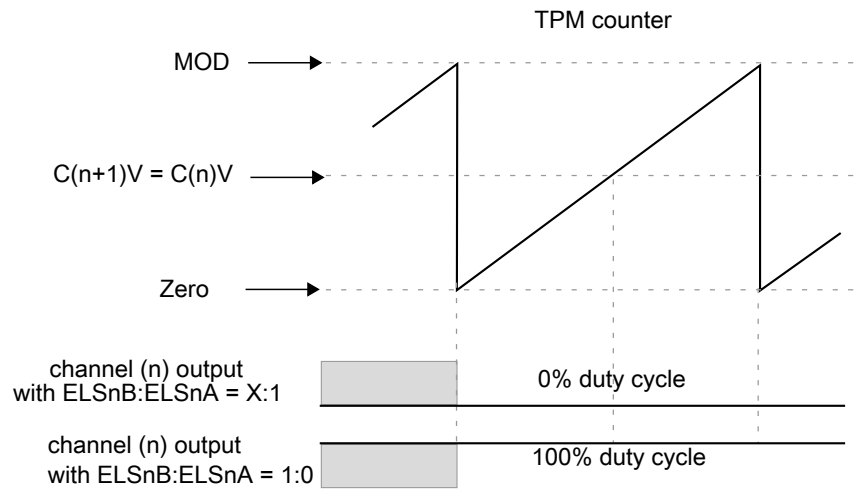 TPM counter
MOD
C(n+1)V = C(n)V
Zero
channel (n) output
with ELSnB:ELSnA = X:1
0% duty cycle
channel (n) output
with ELSnB:ELSnA = 1:0
100% duty cycle